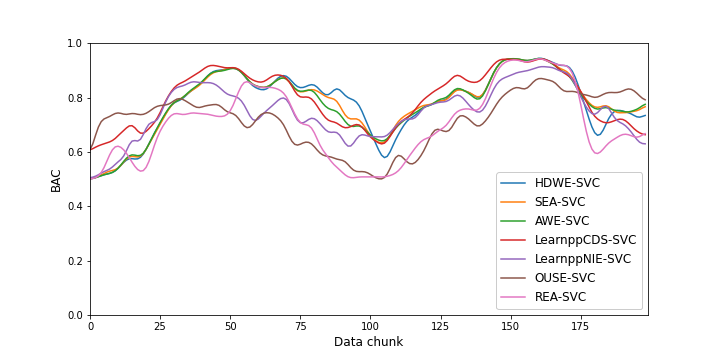 1.0
0.8
0.6
0.4
0.2
0.0
BAC
0 25 50 75 100 125 150 175
Data chunk
HDWE-SVC
SEA-SVC
AWE-SVC
LearnppCDS-SVC
LearnppNIE-SVC
OUSE-SVC
REA-SVC